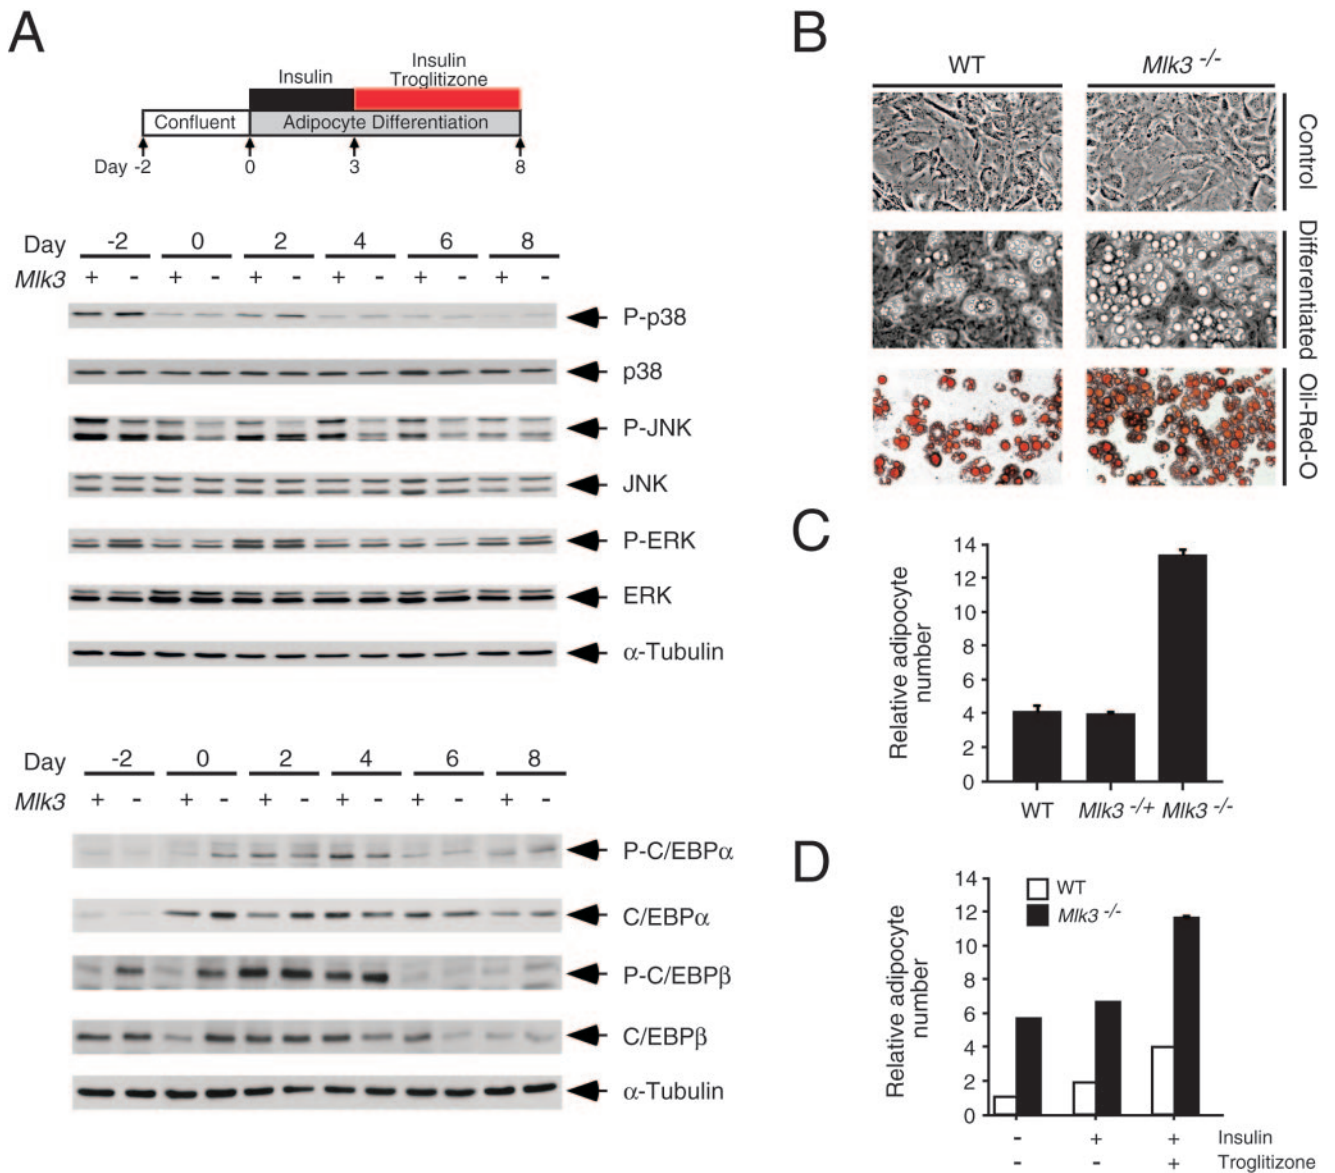 A
Insulin
Insulin
Troglitizone
Confluent
Adipocyte Differentiation
Day -2 0 3 8
Day -2 0 2 4 6 8
Mlk3 + - + - + - + - + - + -
P-p38
p38
P-JNK
JNK
P-ERK
ERK
α-Tubulin
Day -2 0 2 4 6 8
Mlk3 + - + - + - + - + - + -
P-C/EBPα
C/EBPα
P-C/EBPβ
C/EBPβ
α-Tubulin
B
WT Mlk3 -/-
Control
Differentiated
Oil-Red-O
C
Relative adipocyte
number
14
12
10
8
6
4
2
0
WT Mlk3 -/+ Mlk3 -/-
D
Relative adipocyte
number
14
12
10
8
6
4
2
0
WT
Mlk3 -/-
- + + Insulin
- - + Troglitizone